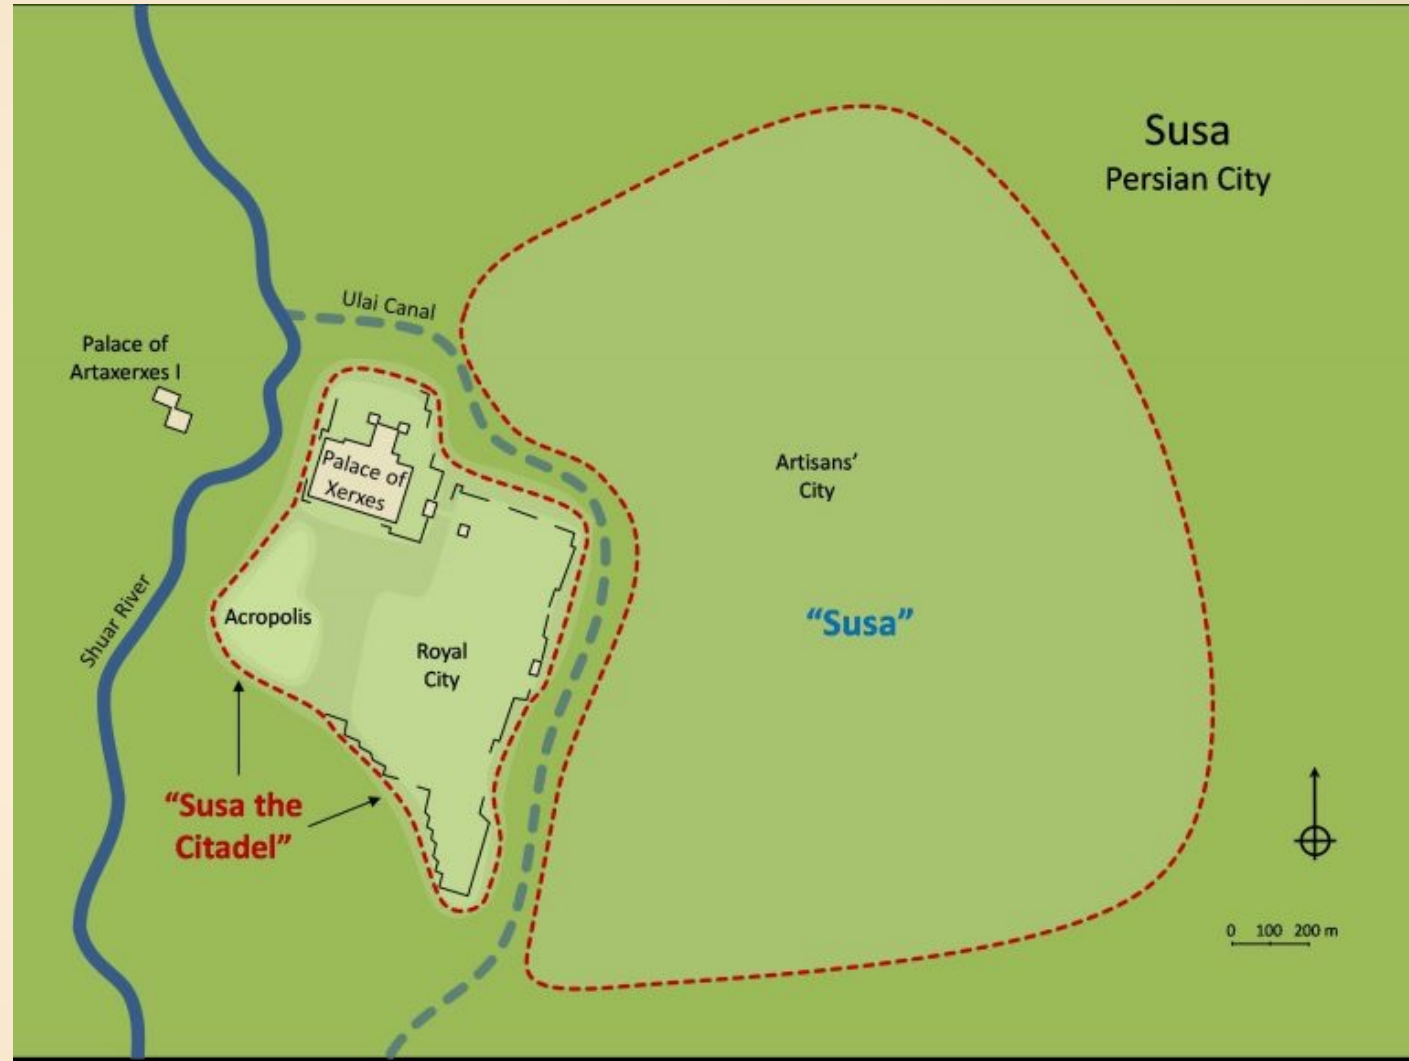 Susa
Persian City
Ulai Canal
Palace of
Artaxerxes I
Palace of
Xerxes
Artisans’
City
“Susa”
Shuar River
Acropolis
Royal
City
“Susa the
Citadel”
0 100 200 m